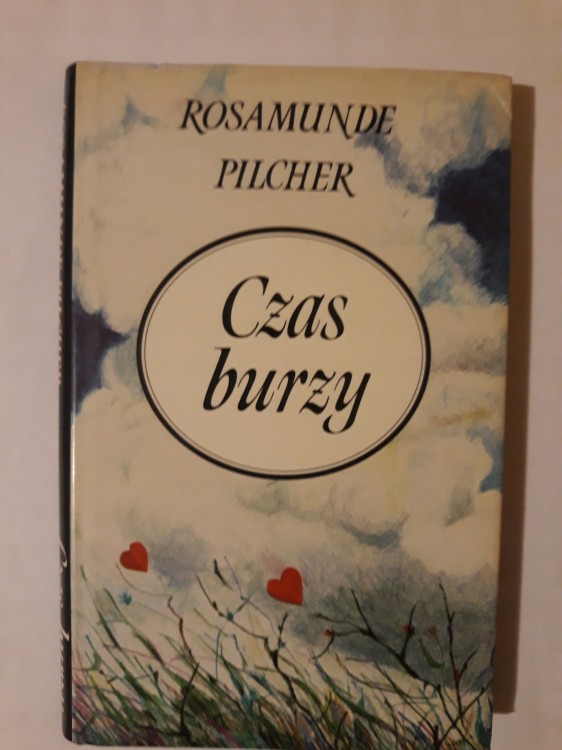 ROSAMUNDE
PILCHER
Czas
burzy